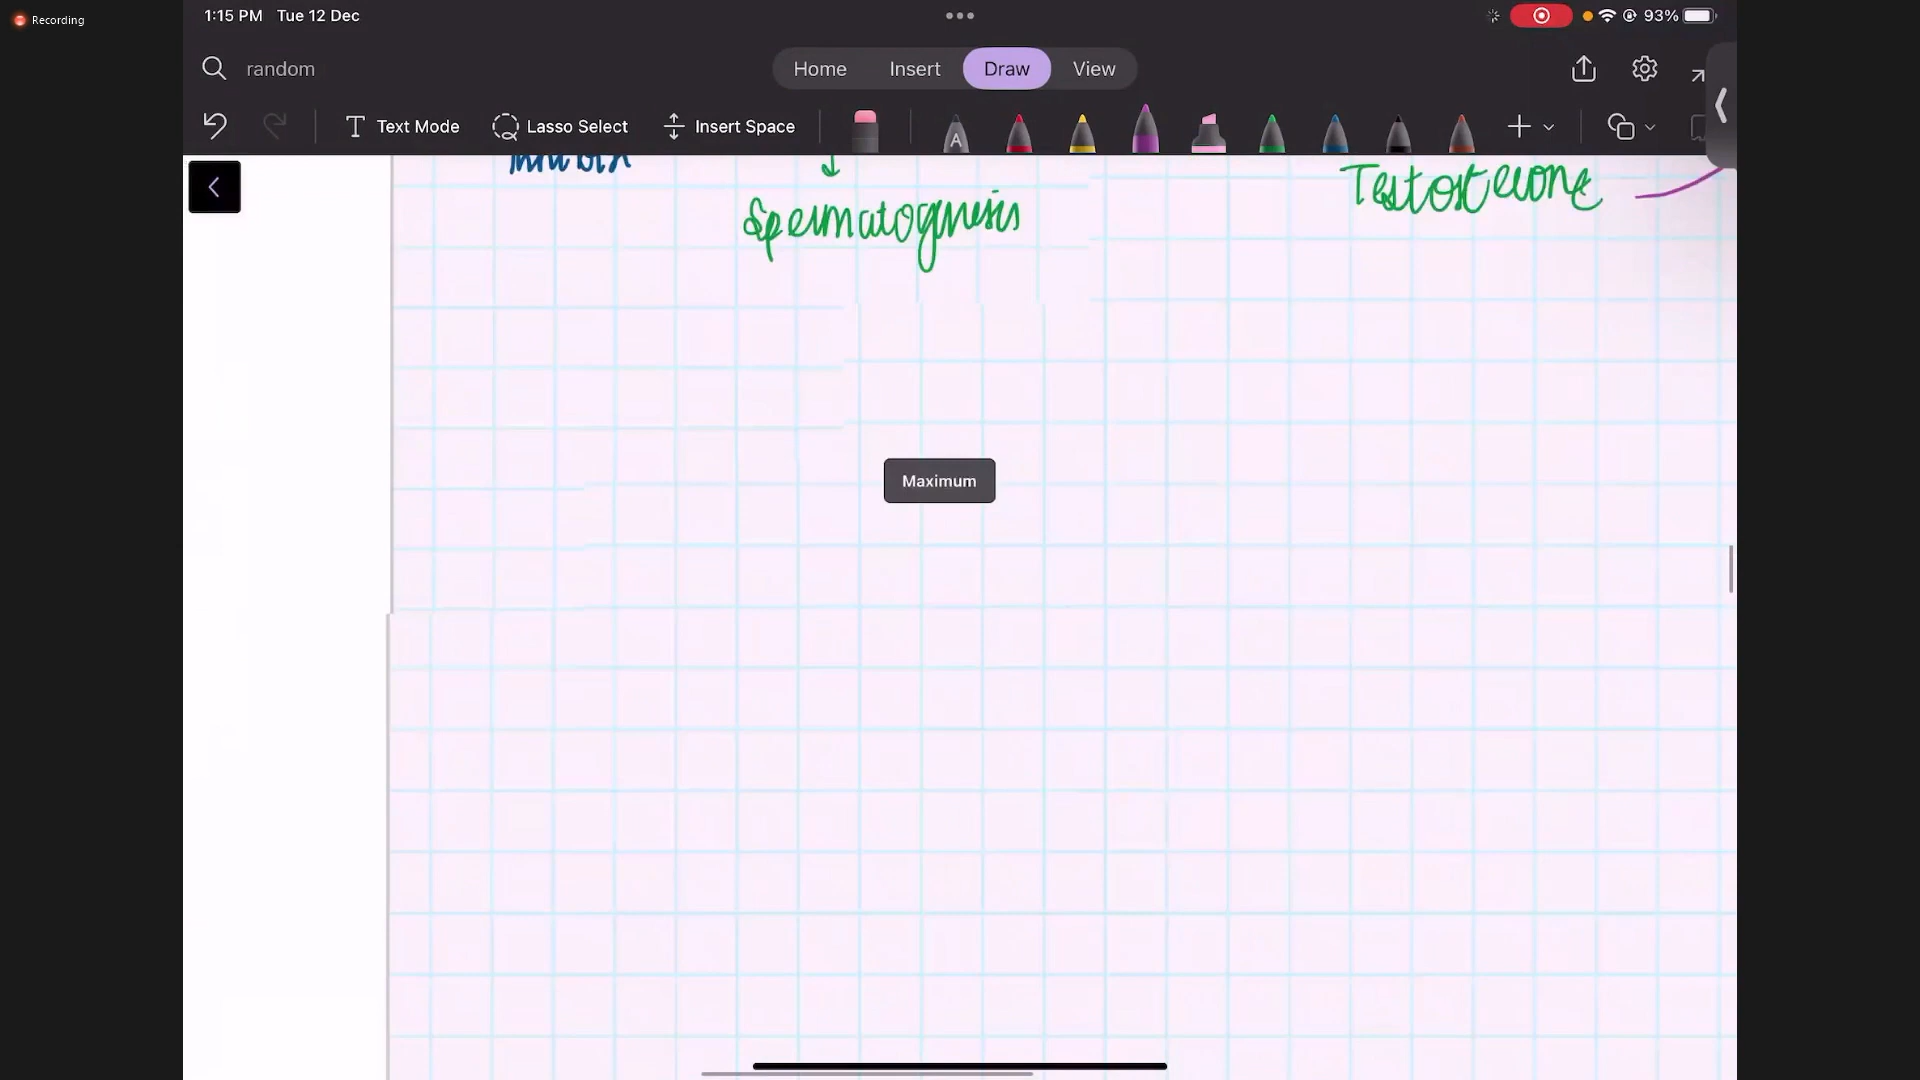 Recording
1:15 PM Tue 12 Dec
93%
random
Home Insert Draw View
Text Mode Lasso Select Insert Space
A
Testosterone
Spermatognesis
Maximum